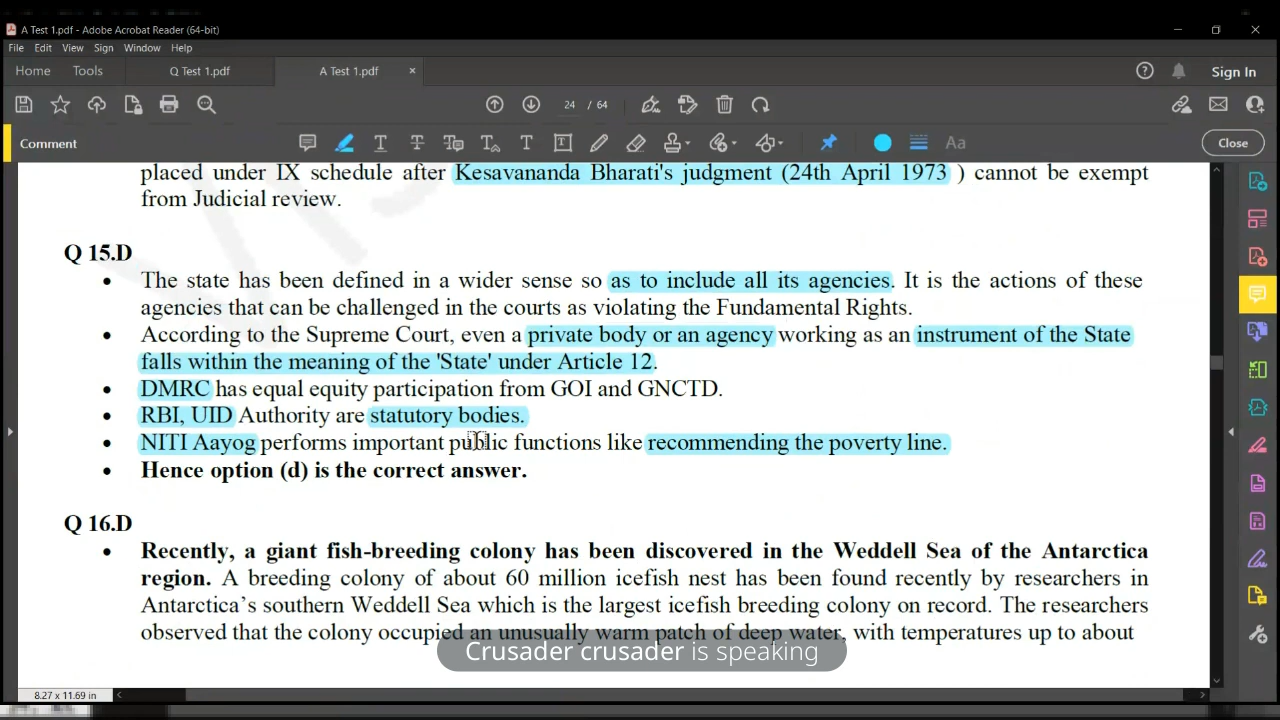 A Test 1.pdf - Adobe Acrobat Reader (64-bit)
File Edit View Sign Window Help
Home Tools Q Test 1.pdf A Test 1.pdf × Sign In
24 / 64
Comment Aa Close
placed under IX schedule after Kesavananda Bharati's judgment (24th April 1973 ) cannot be exempt
from Judicial review.
Q 15.D
• The state has been defined in a wider sense so as to include all its agencies. It is the actions of these
agencies that can be challenged in the courts as violating the Fundamental Rights.
• According to the Supreme Court, even a private body or an agency working as an instrument of the State
falls within the meaning of the 'State' under Article 12.
• DMRC has equal equity participation from GOI and GNCTD.
• RBI, UID Authority are statutory bodies.
• NITI Aayog performs important public functions like recommending the poverty line.
• Hence option (d) is the correct answer.
Q 16.D
• Recently, a giant fish-breeding colony has been discovered in the Weddell Sea of the Antarctica
region. A breeding colony of about 60 million icefish nest has been found recently by researchers in
Antarctica’s southern Weddell Sea which is the largest icefish breeding colony on record. The researchers
observed that the colony occupied an unusually warm patch of deep water, with temperatures up to about
Crusader crusader is speaking
8.27 x 11.69 in